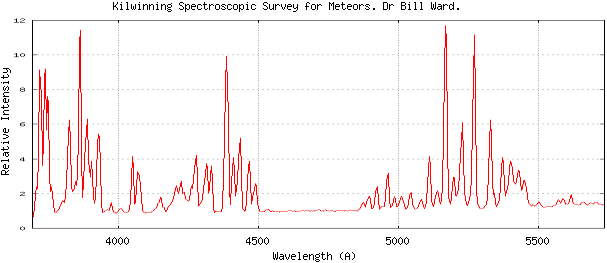 Kilwinning Spectroscopic Survey for Meteors. Dr Bill Ward.
12
10
8
6
4
2
0
Relative Intensity
4000 4500 5000 5500
Wavelength (A)